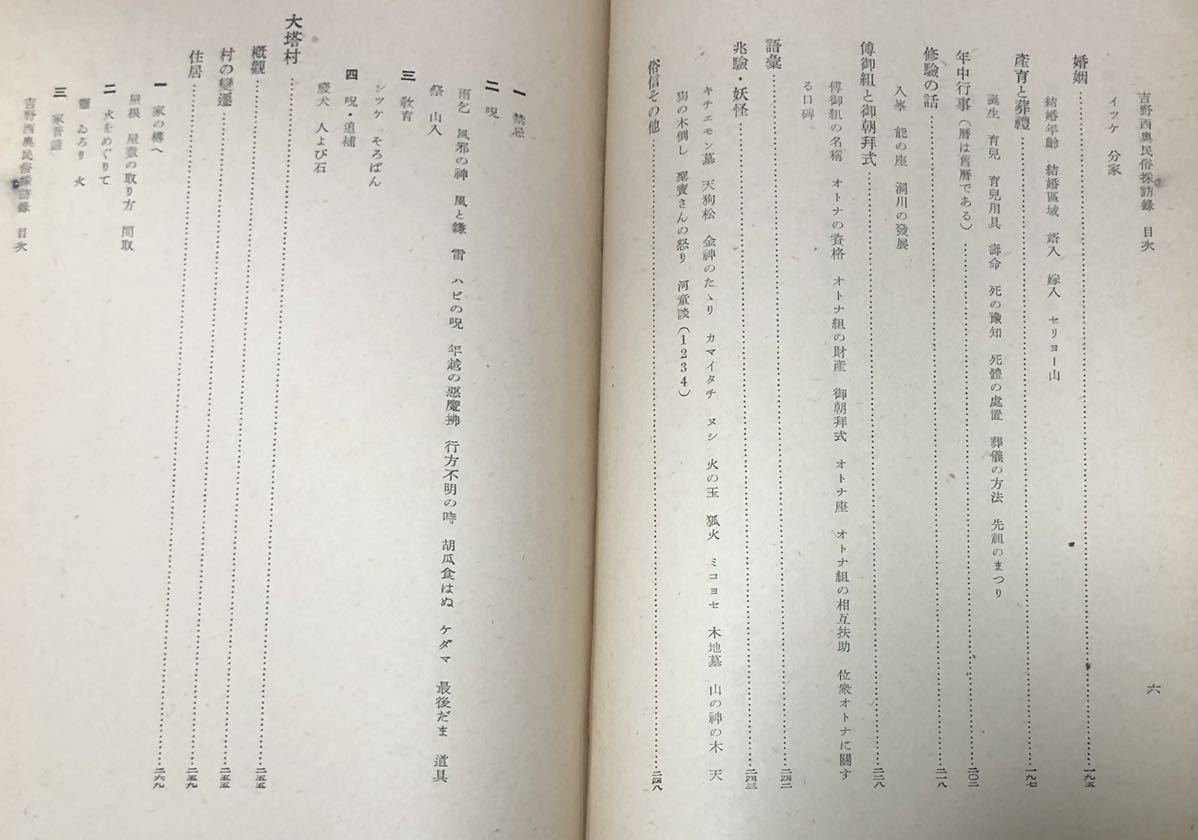 吉野西奥民俗採訪錄 目次
六
イッケ 分家
婚姻……一九五
結婚年齡 結婚區域 婿入 嫁入 セリョー山
產育と葬禮……一九七
誕生 育兒 育兒用具 壽命 死の豫知 死體の處置 葬儀の方法 先祖のまつり
年中行事(曆は舊曆である)……二〇二
修驗の話……二一八
入峯 能の座 洞川の發展
傅御組と御朝拜式……二二八
傅御組の名稱 オトナの資格 オトナ組の財產 御朝拜式 オトナ座 オトナ組の相互扶助 位衆オトナに關す
る口碑
語彙……二四二
兆驗・妖怪……二四三
キチエモン墓 天狗松 金神のたゝり カマイタチ ヌシ 火の玉 狐火 ミコヨセ 木地墓 山の神の木 天
狗の木倒し 聖寶さんの怒り 河童談(1234)
俗信その他……二四八
一 禁忌
二 呪
雨乞 風邪の神 風と鎌 雷 ハビの呪 年越の惡魔拂 行方不明の時 胡瓜食はぬ ケダマ 最後だま 道具
祭 山入
三 敎育
シツケ そろばん
四 呪・追補
廢犬 人よび石
大塔村
槪觀……二五五
村の變遷……二五五
住居……二五九
一 家の構へ……二六九
屋根 屋敷の取り方 間取
二 火をめぐりて
竈 ゐろり 火
三 家普請
吉野西奥民俗採訪錄 目次